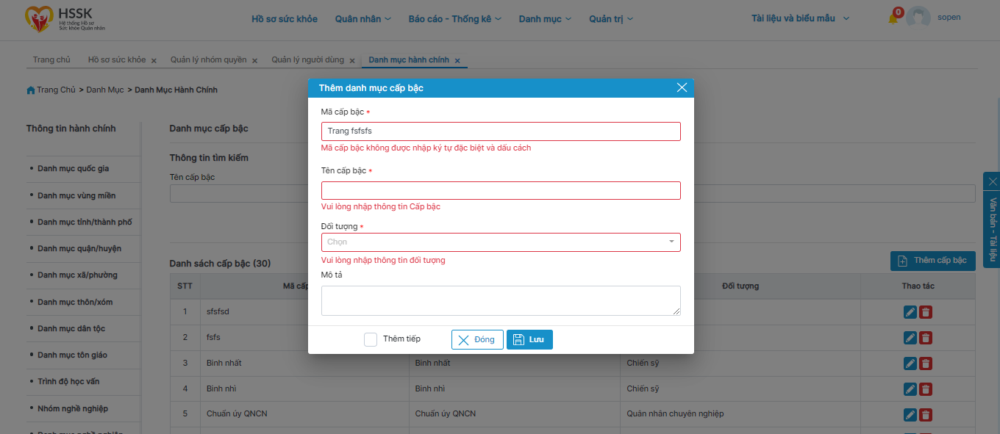 HSSK
Hệ thống Hồ sơ
Sức khỏe Quân nhân
Hồ sơ sức khỏe
Quân nhân
Báo cáo - Thống kê
Danh mục
Quản trị
Tài liệu và biểu mẫu
0
sopen
Trang chủ
Hồ sơ sức khỏe
Quản lý nhóm quyền
Quản lý người dùng
Danh mục hành chính
Trang Chủ > Danh Mục > Danh Mục Hành Chính
Thông tin hành chính
Danh mục quốc gia
Danh mục vùng miền
Danh mục tỉnh/thành phố
Danh mục quận/huyện
Danh mục xã/phường
Danh mục thôn/xóm
Danh mục dân tộc
Danh mục tôn giáo
Trình độ học vấn
Nhóm nghề nghiệp
Danh mục cấp bậc
Thông tin tìm kiếm
Tên cấp bậc
Thêm danh mục cấp bậc
Mã cấp bậc *
Trang fsfsfs
Mã cấp bậc không được nhập ký tự đặc biệt và dấu cách
Tên cấp bậc *
Vui lòng nhập thông tin Cấp bậc
Đối tượng *
Chọn
Vui lòng nhập thông tin đối tượng
Mô tả
Thêm tiếp
Đóng
Lưu
Văn bản - Tài liệu
Danh sách cấp bậc (30)
Thêm cấp bậc
STT Mã cấp Đối tượng Thao tác
1 sfsfsd
2 fsfs
3 Binh nhất Binh nhất Chiến sỹ
4 Binh nhì Binh nhì Chiến sỹ
5 Chuẩn úy QNCN Chuẩn úy QNCN Quân nhân chuyên nghiệp